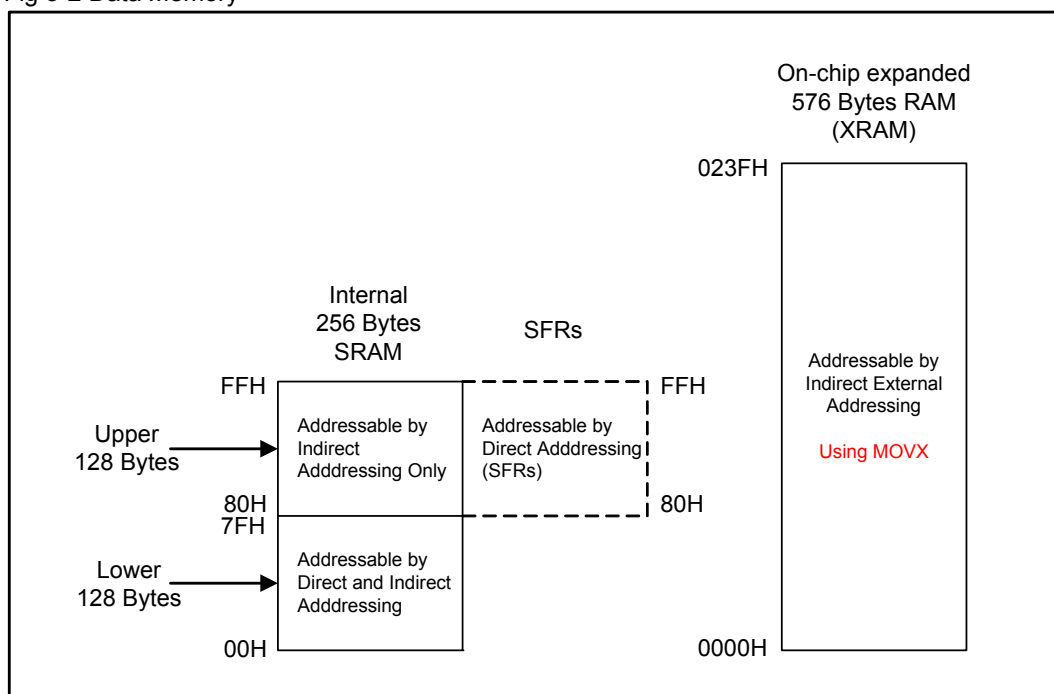 On-chip expanded
576 Bytes RAM
(XRAM)
023FH
Internal
256 Bytes
SRAM
SFRs
FFH
FFH
Upper
128 Bytes
Addressable by
Indirect
Adddressing Only
Addressable by
Direct Adddressing
(SFRs)
80H
80H
7FH
Lower
128 Bytes
Addressable by
Direct and Indirect
Adddressing
00H
Addressable by
Indirect External
Addressing
Using MOVX
0000H